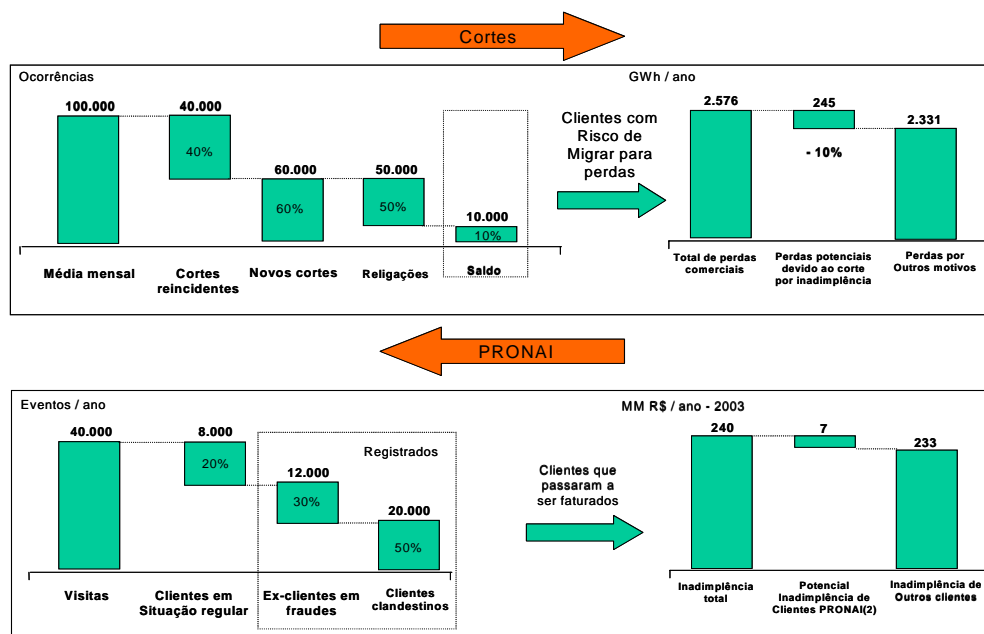 Cortes
Ocorrências
100.000
40.000
40%
60.000
60%
50.000
50%
10.000
10%
Média mensal
Cortes
reincidentes
Novos cortes
Religações
Saldo
Clientes com
Risco de
Migrar para
perdas
GWh / ano
2.576
245
- 10%
2.331
Total de perdas
comerciais
Perdas potenciais
devido ao corte
por inadimplência
Perdas por
Outros motivos
PRONAI
Eventos / ano
40.000
8.000
20%
Registrados
12.000
30%
20.000
50%
Visitas
Clientes em
Situação regular
Ex-clientes em
fraudes
Clientes
clandestinos
Clientes que
passaram a
ser faturados
MM R$ / ano - 2003
240
7
233
Inadimplência
total
Potencial
Inadimplência de
Clientes PRONAI(2)
Inadimplência de
Outros clientes